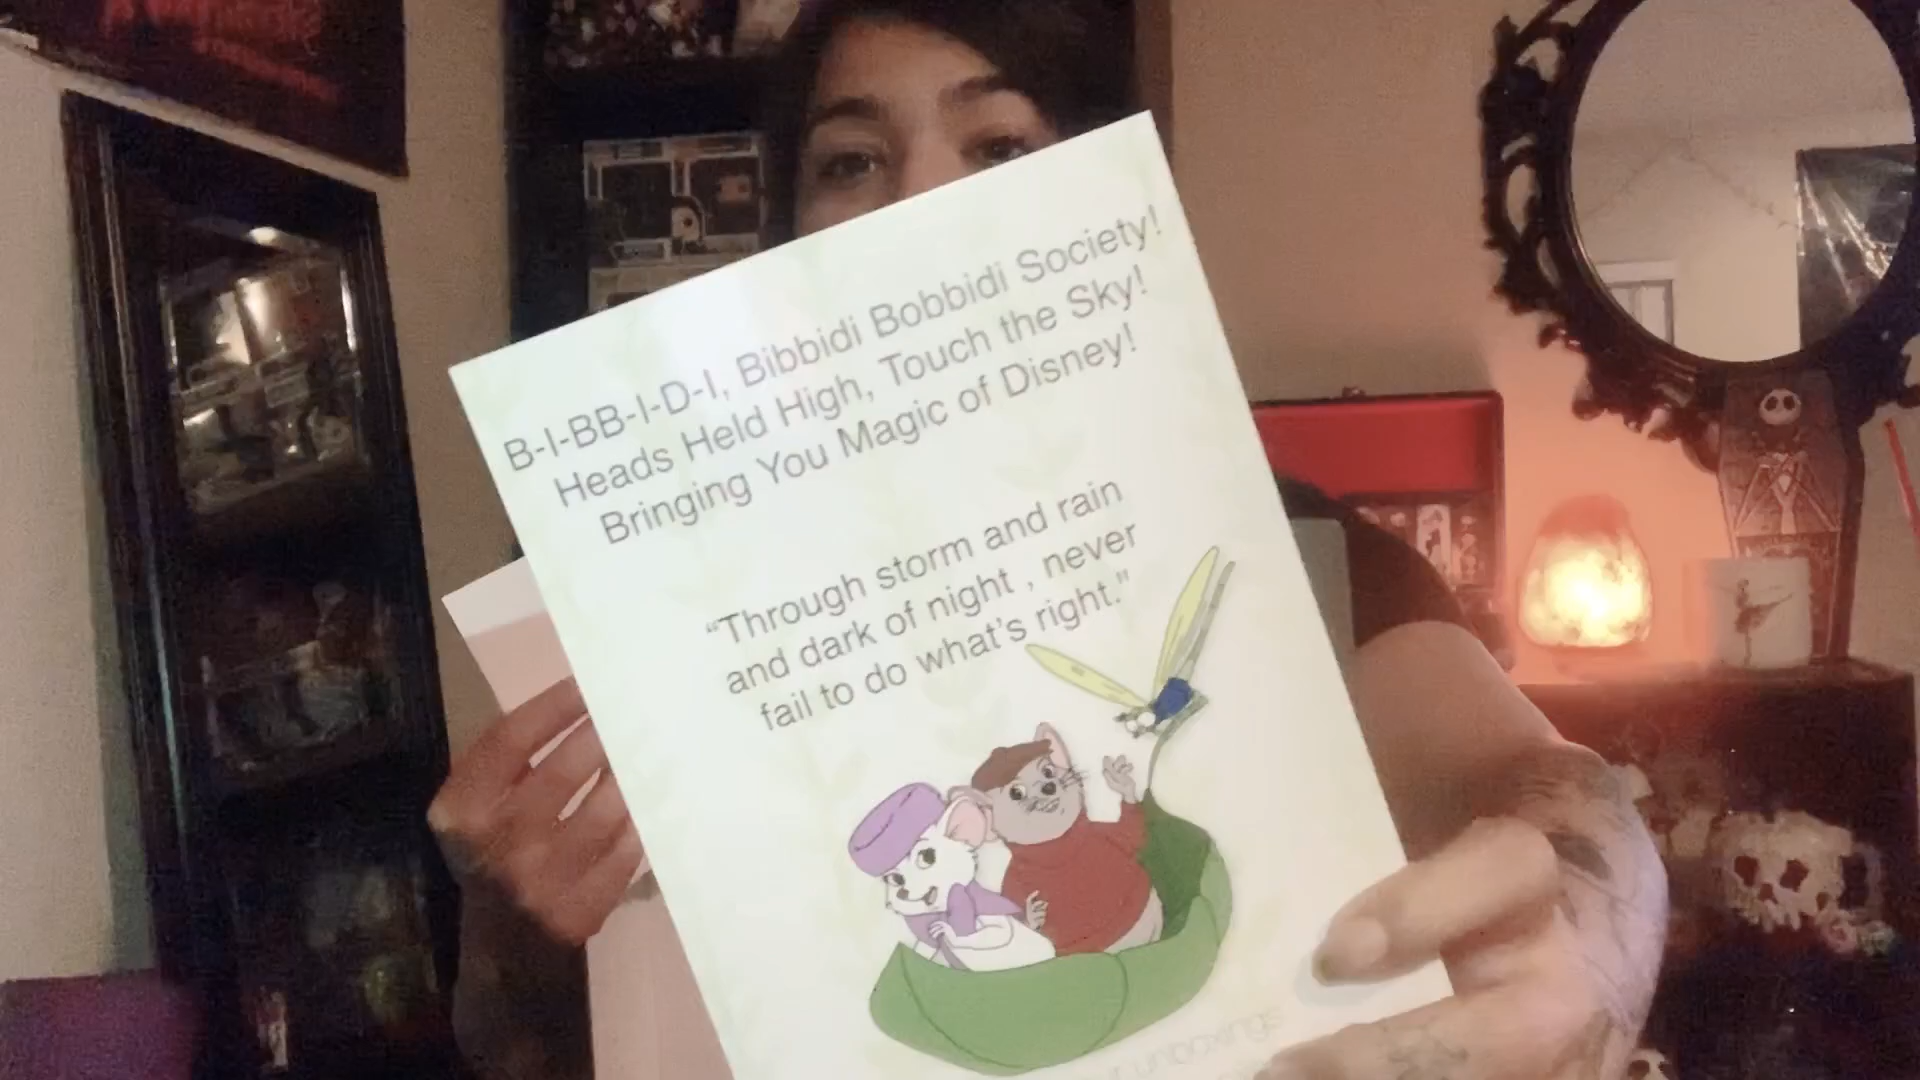 B-I-BB-I-D-I, Bibbidi Bobbidi Society!
Heads Held High, Touch the Sky!
Bringing You Magic of Disney!
“Through storm and rain
and dark of night , never
fail to do what's right.”
unboxings